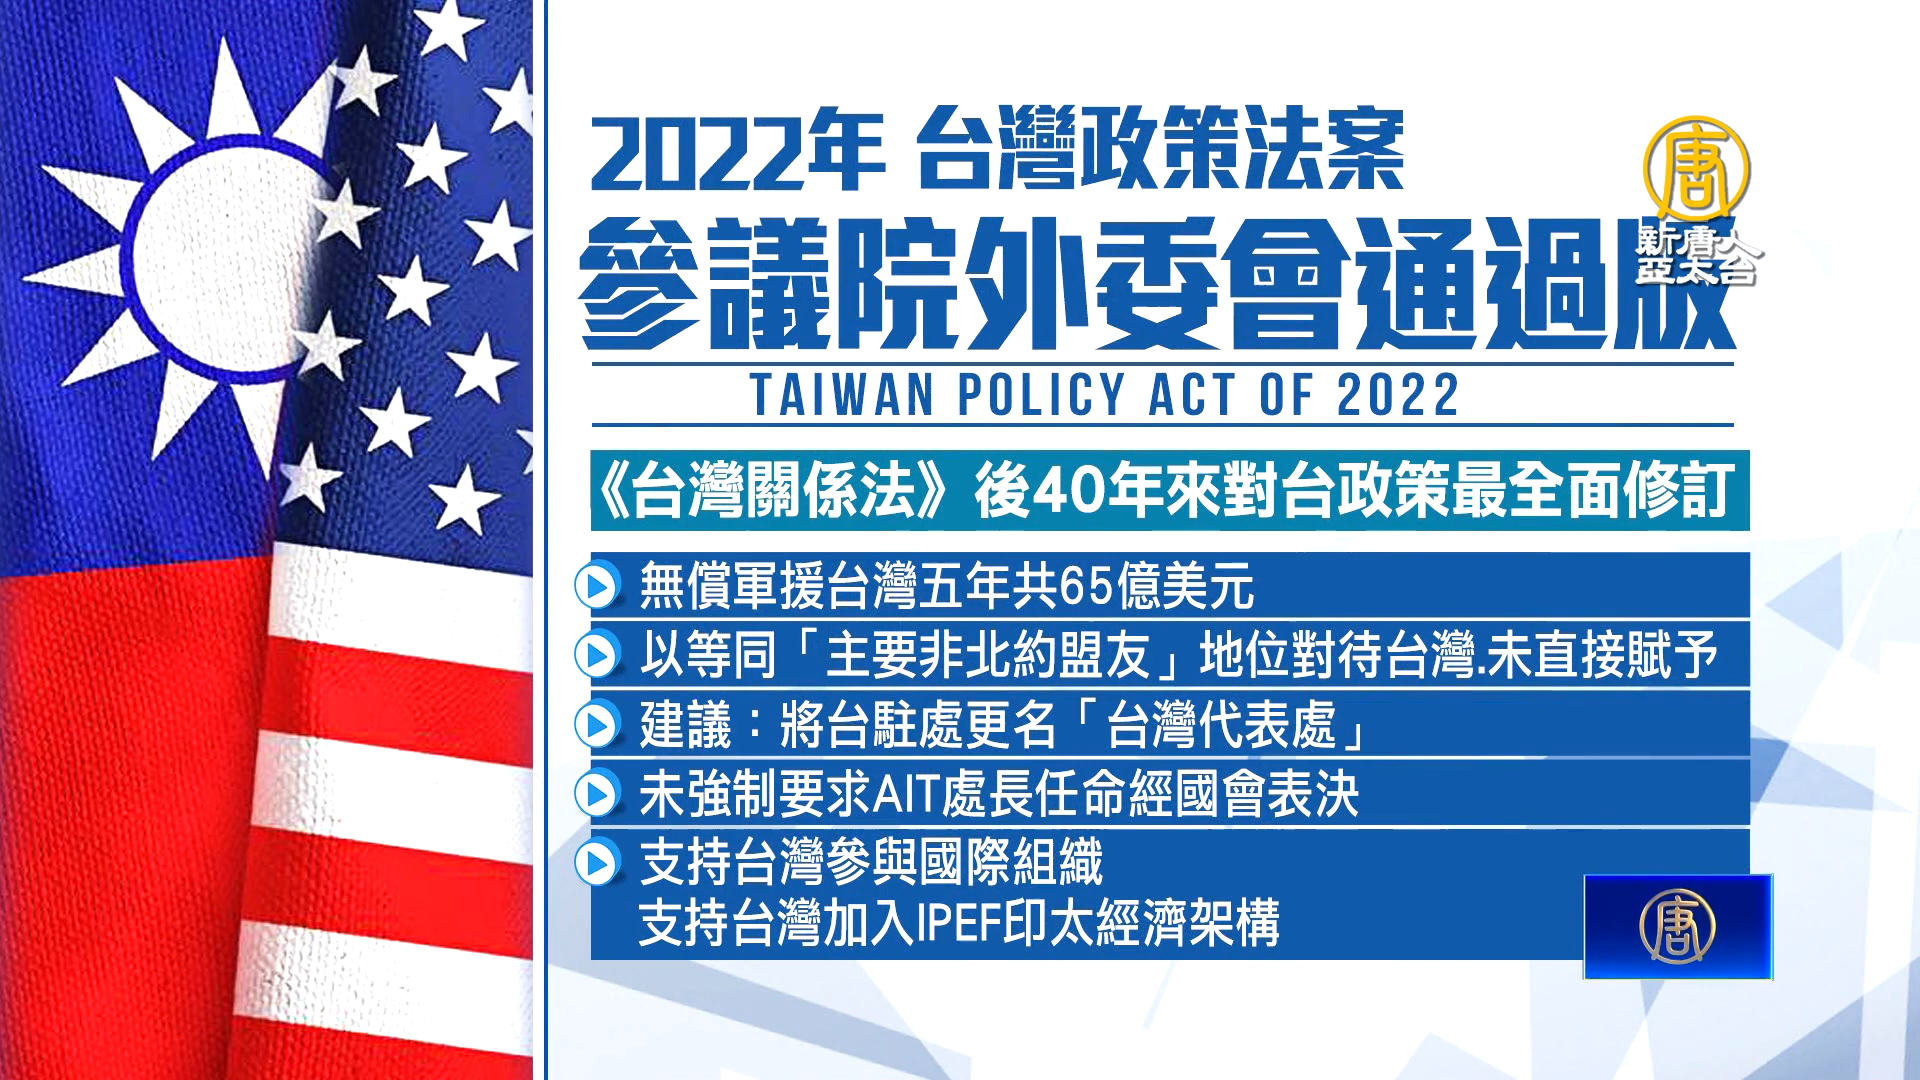 2022年 台灣政策法案
參議院外委會通過版
TAIWAN POLICY ACT OF 2022
《台灣關係法》後40年來對台政策最全面修訂
無償軍援台灣五年共65億美元
以等同「主要非北約盟友」地位對待台灣.未直接賦予
建議：將台駐處更名「台灣代表處」
未強制要求AIT處長任命經國會表決
支持台灣參與國際組織
支持台灣加入IPEF印太經濟架構
唐
新唐人
亞太台
唐